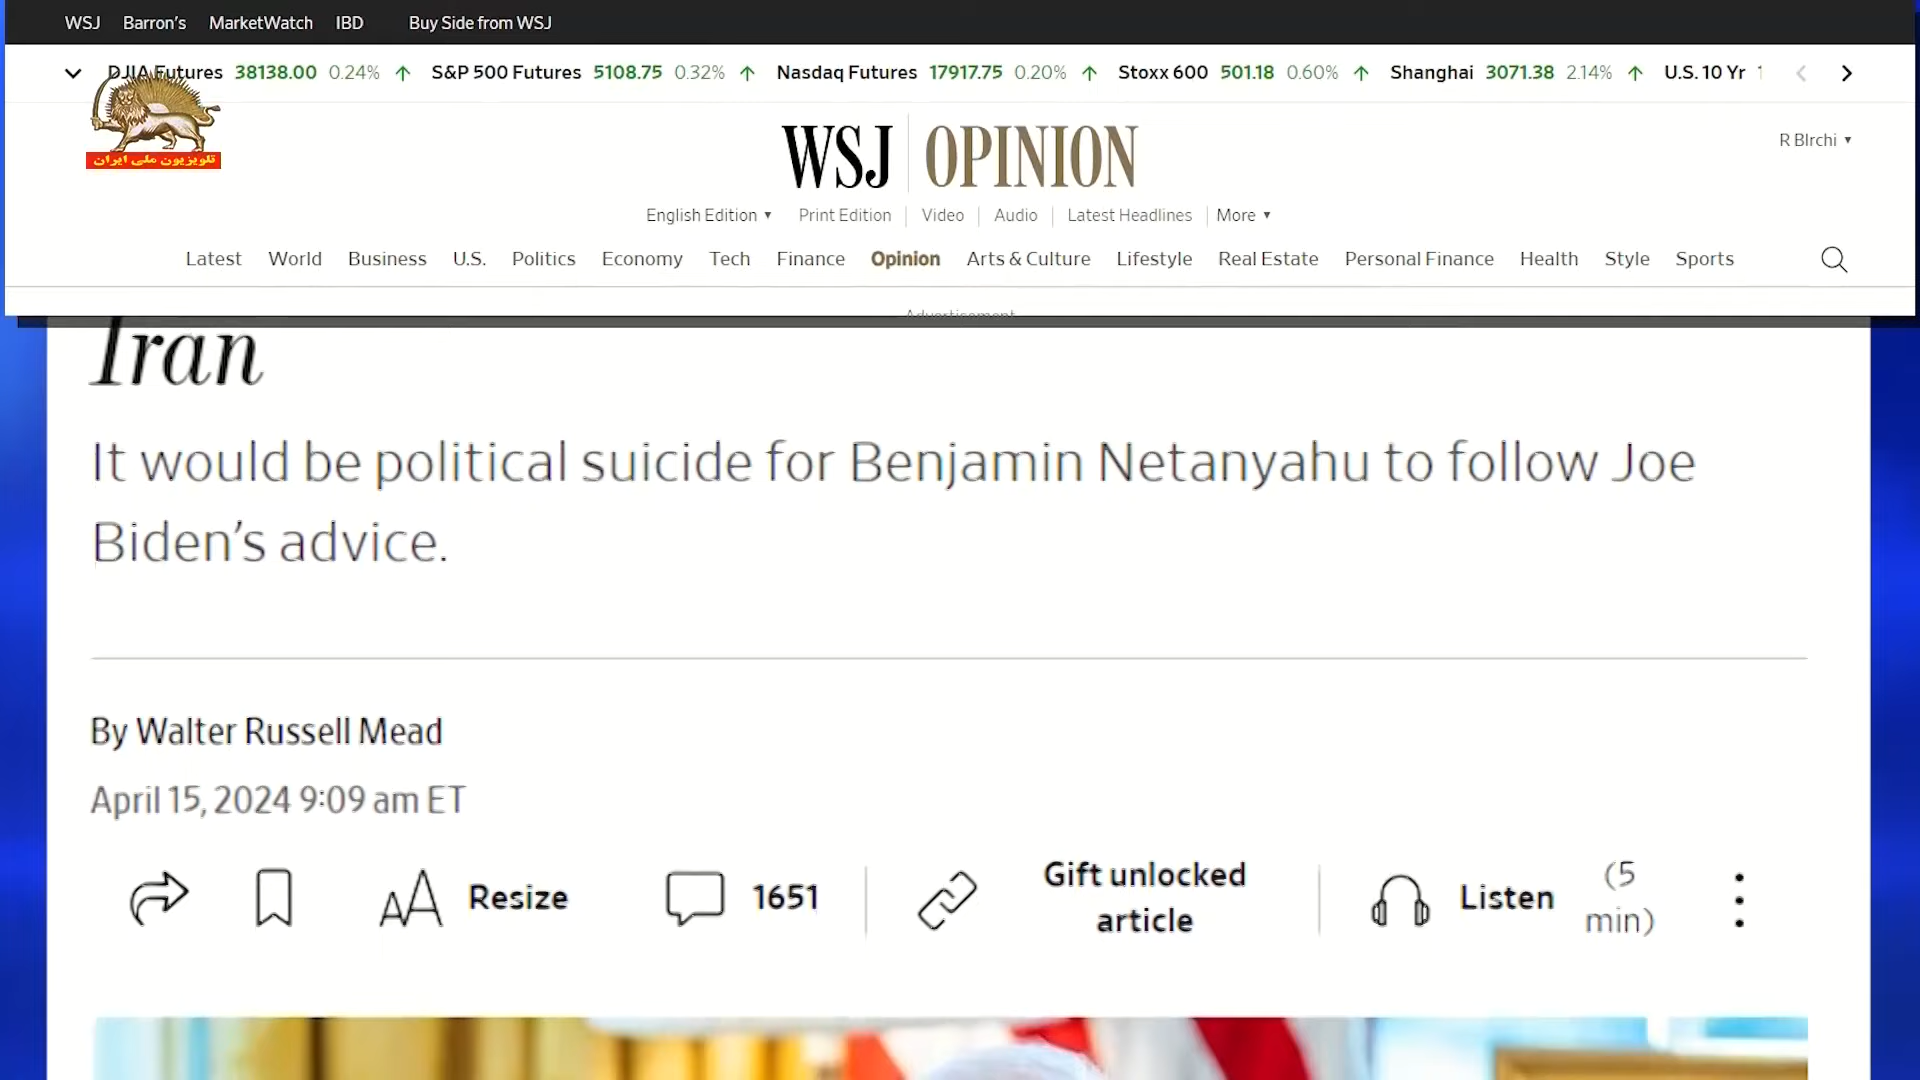 WSJ Barron's MarketWatch IBD Buy Side from WSJ
DJIA Futures 38138.00 0.24% S&P 500 Futures 5108.75 0.32% Nasdaq Futures 17917.75 0.20% Stoxx 600 501.18 0.60% Shanghai 3071.38 2.14% U.S. 10 Yr
تلویزیون ملی ایران
WSJ OPINION
R Blrchi
English Edition Print Edition Video Audio Latest Headlines More
Latest World Business U.S. Politics Economy Tech Finance Opinion Arts & Culture Lifestyle Real Estate Personal Finance Health Style Sports
Advertisement
Iran
It would be political suicide for Benjamin Netanyahu to follow Joe
Biden’s advice.
By Walter Russell Mead
April 15, 2024 9:09 am ET
AA Resize 1651 Gift unlocked article Listen (5 min)